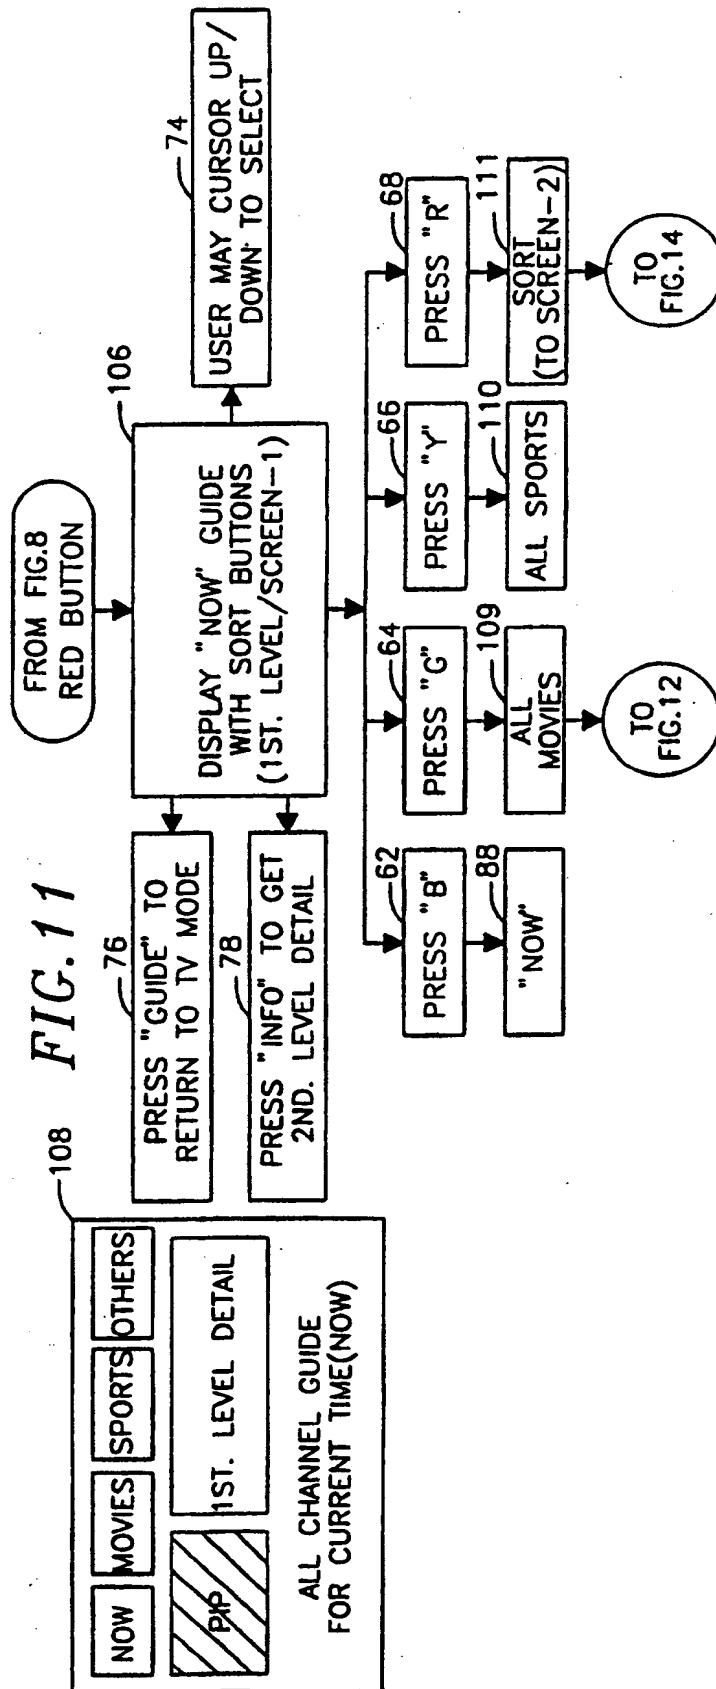 FIG.11
108
NOW
MOVIES
SPORTS
OTHERS
PIP
1ST. LEVEL DETAIL
ALL CHANNEL GUIDE
FOR CURRENT TIME(NOW)
FROM FIG.8
RED BUTTON
106
DISPLAY "NOW" GUIDE
WITH SORT BUTTONS
(1ST. LEVEL/SCREEN-1)
76
PRESS "GUIDE" TO
RETURN TO TV MODE
78
PRESS "INFO" TO GET
2ND. LEVEL DETAIL
74
USER MAY CURSOR UP/
DOWN TO SELECT
62
PRESS "B"
64
PRESS "G"
66
PRESS "Y"
68
PRESS "R"
88
"NOW"
109
ALL
MOVIES
110
ALL SPORTS
111
SORT
(TO SCREEN-2)
TO
FIG.12
TO
FIG.14